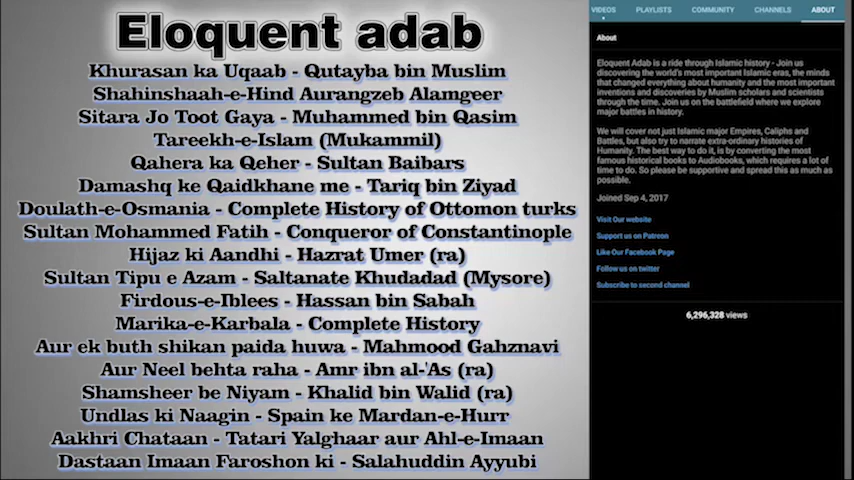 Eloquent adab
Khurasan ka Uqaab - Qutayba bin Muslim
Shahinshaah-e-Hind Aurangzeb Alamgeer
Sitara Jo Toot Gaya - Muhammed bin Qasim
Tareekh-e-Islam (Mukammil)
Qahera ka Qeher - Sultan Baibars
Damashq ke Qaidkhane me - Tariq bin Ziyad
Doulath-e-Osmania - Complete History of Ottomon turks
Sultan Mohammed Fatih - Conqueror of Constantinople
Hijaz ki Aandhi - Hazrat Umer (ra)
Sultan Tipu e Azam - Saltanate Khudadad (Mysore)
Firdous-e-Iblees - Hassan bin Sabah
Marika-e-Karbala - Complete History
Aur ek buth shikan paida huwa - Mahmood Gahznavi
Aur Neel behta raha - Amr ibn al-'As (ra)
Shamsheer be Niyam - Khalid bin Walid (ra)
Undlas ki Naagin - Spain ke Mardan-e-Hurr
Aakhri Chataan - Tatari Yalghaar aur Ahl-e-Imaan
Dastaan Imaan Faroshon ki - Salahuddin Ayyubi
VIDEOS PLAYLISTS COMMUNITY CHANNELS ABOUT
About
Eloquent Adab is a ride through Islamic history - Join us
discovering the world's most important Islamic eras, the minds
that changed everything about humanity and the most important
inventions and discoveries by Muslim scholars and scientists
through the time. Join us on the battlefield where we explore
major battles in history.
We will cover not just Islamic major Empires, Caliphs and
Battles, but also try to narrate extra-ordinary histories of
Humanity. The best way to do it, is by converting the most
famous historical books to Audiobooks, which requires a lot of
time to do. So please be supportive and spread this as much as
possible.
Joined Sep 4, 2017
Visit Our website
Support us on Patreon
Like Our Facebook Page
Follow us on twitter
Subscribe to second channel
6,296,328 views